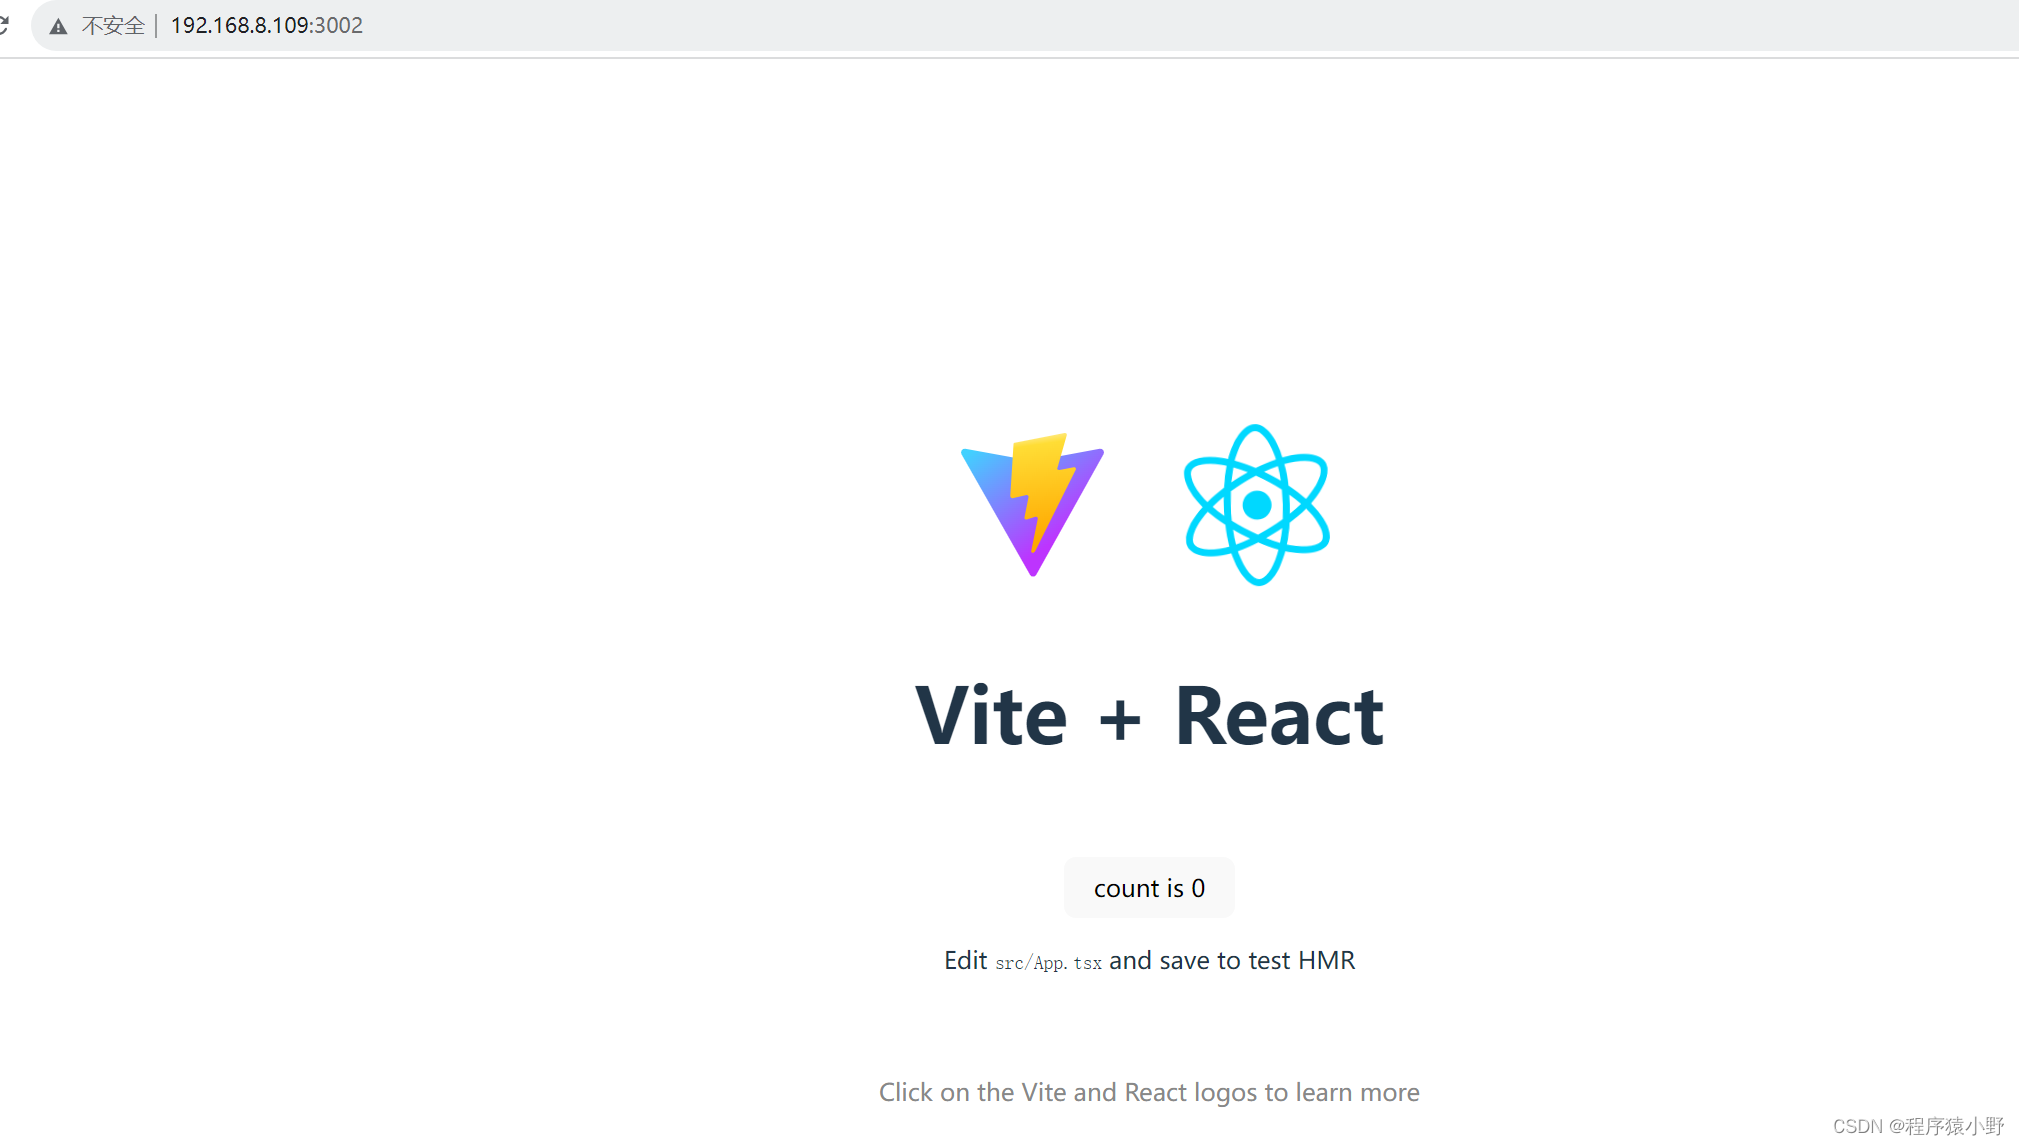 不安全 | 192.168.8.109:3002
Vite + React
count is 0
Edit src/App.tsx and save to test HMR
Click on the Vite and React logos to learn more
CSDN @程序猿小野